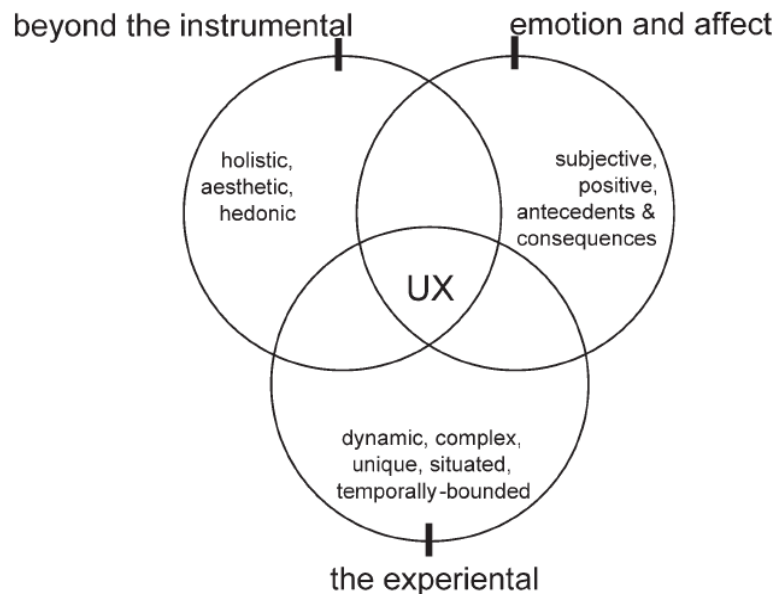 beyond the instrumental
emotion and affect
holistic,
aesthetic,
hedonic
subjective,
positive,
antecedents &
consequences
UX
dynamic, complex,
unique, situated,
temporally-bounded
the experiental